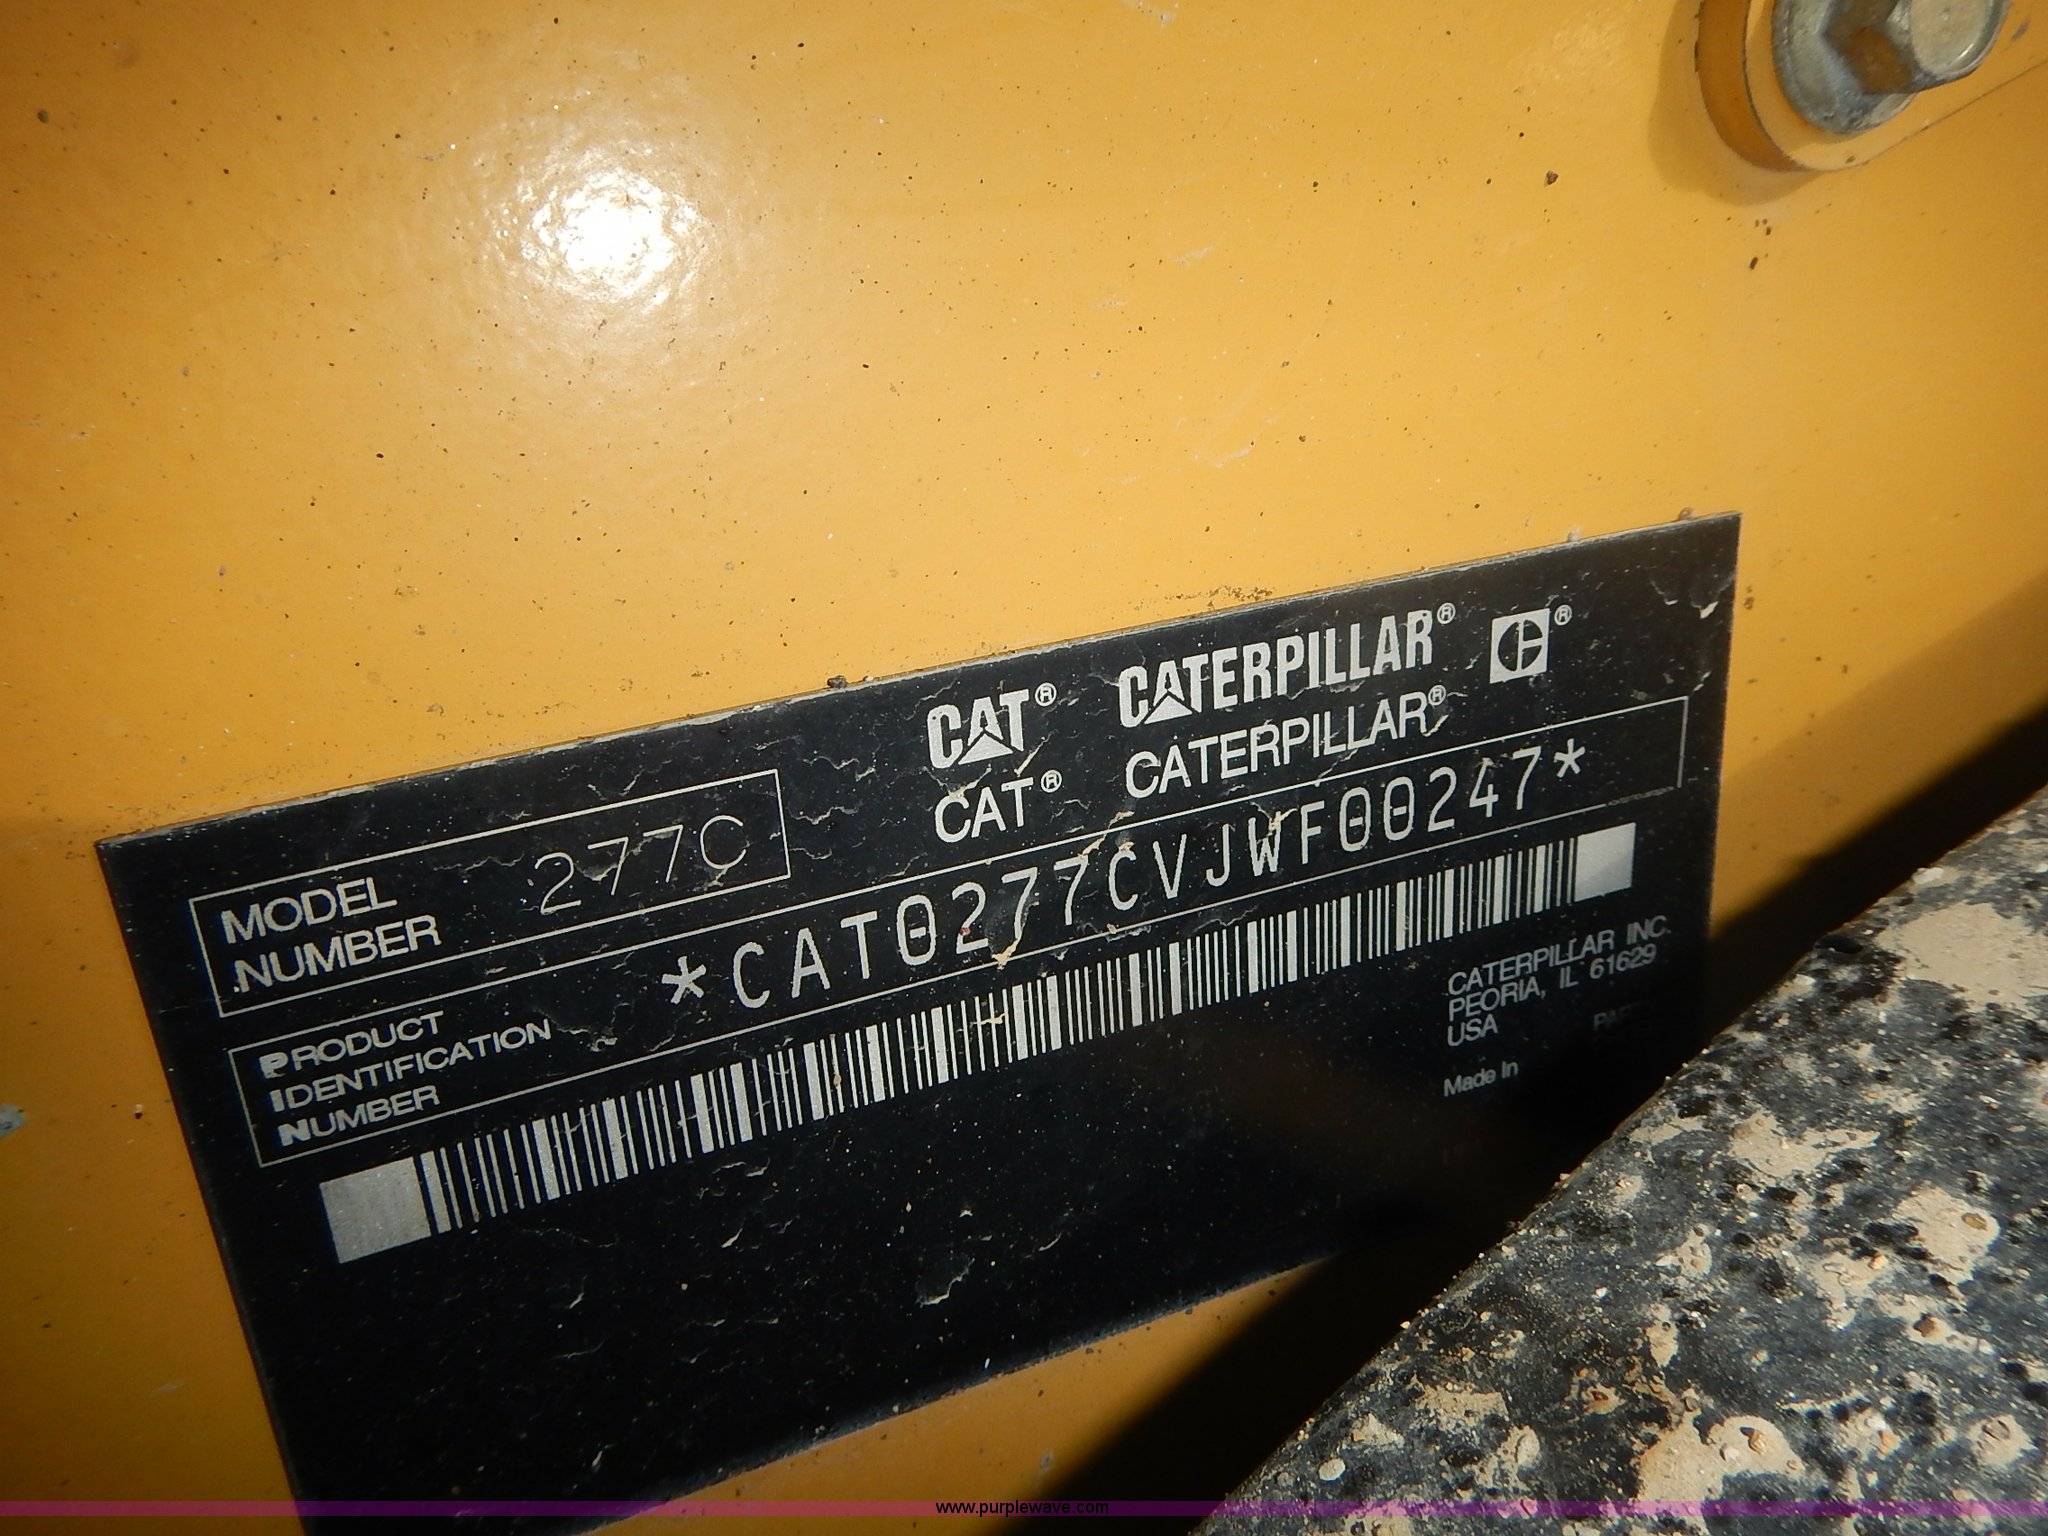 CAT® CATERPILLAR® ®
CAT® CATERPILLAR®
MODEL NUMBER 277C
PRODUCT IDENTIFICATION NUMBER *CAT0277CVJWF00247*
CATERPILLAR INC.
PEORIA, IL 61629
USA
Made In
www.purplewave.com